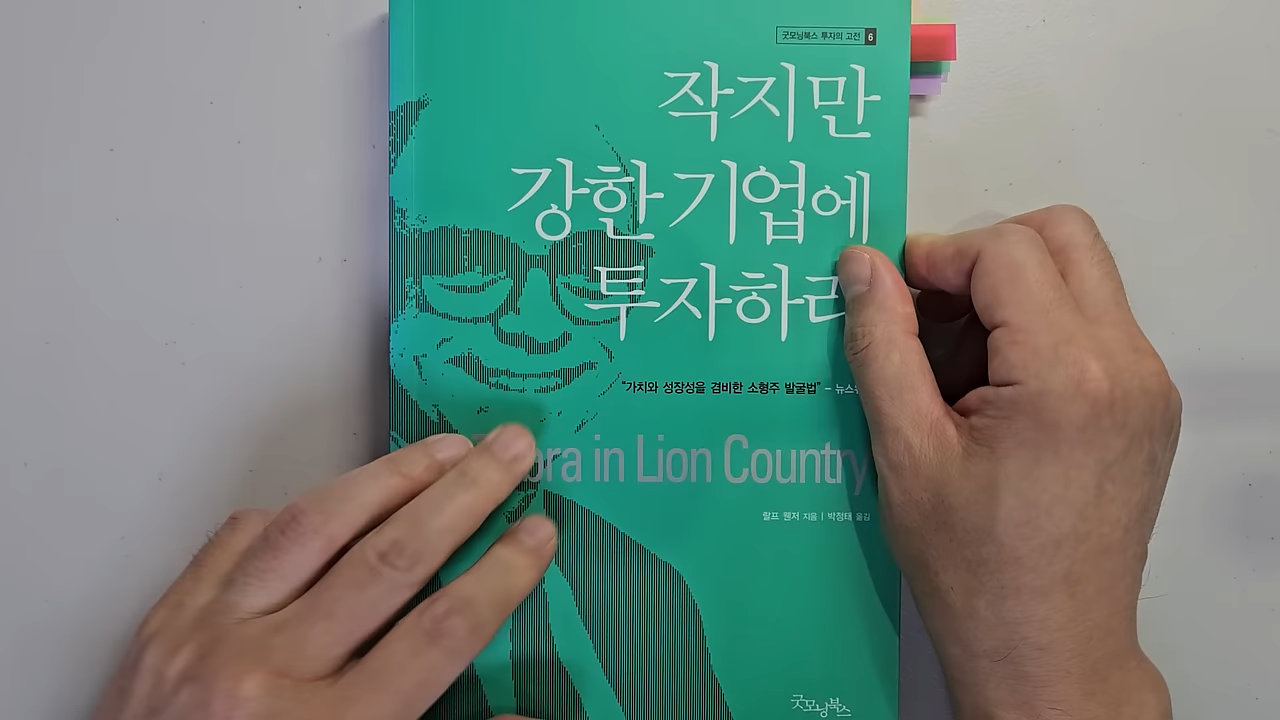 굿모닝북스 투자의 고전 6
작지만
강한 기업에
투자하라
"가치와 성장성을 겸비한 소형주 발굴법" –
in Lion Country
랄프 웬저 지음 | 박정태 옮김
굿모닝북스